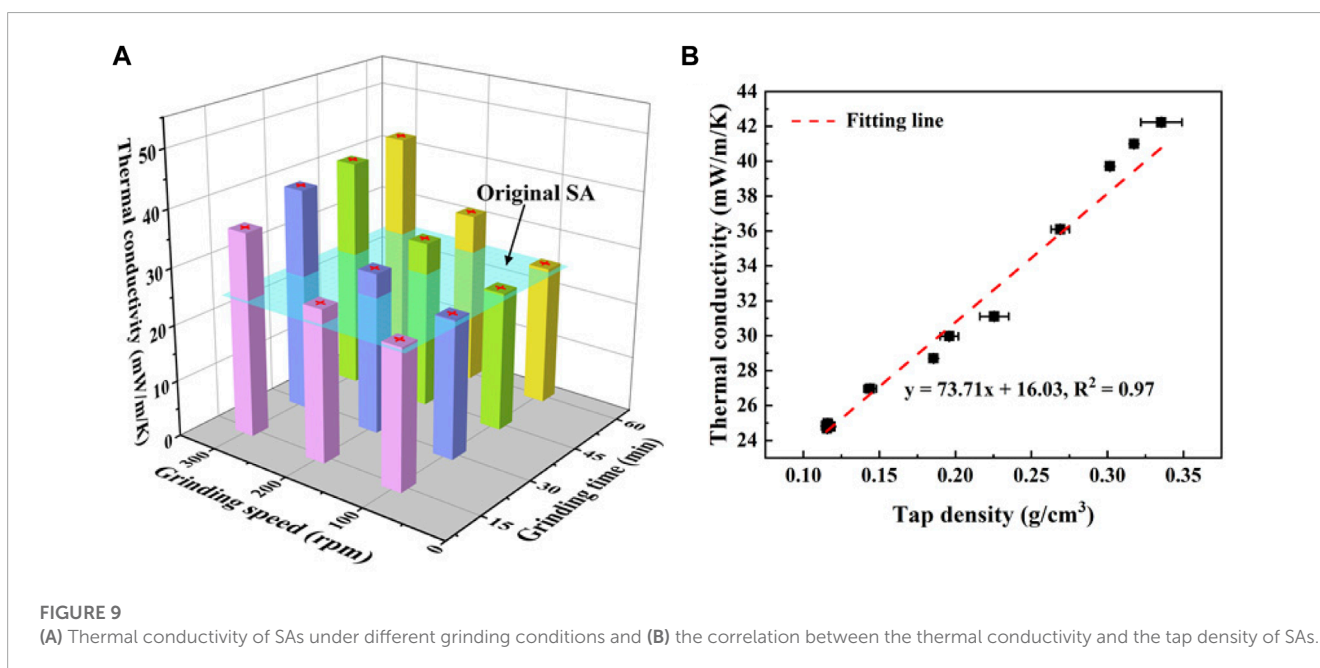 A
Thermal conductivity (mW/m/K)
50
40
30
20
10
0
Original SA
300
200
100
0
Grinding speed (rpm)
15
30
45
60
Grinding time (min)
B
44
42
40
38
36
34
32
30
28
26
24
Thermal conductivity (mW/m/K)
Fitting line
y = 73.71x + 16.03, R² = 0.97
0.10 0.15 0.20 0.25 0.30 0.35
Tap density (g/cm³)
FIGURE 9
(A) Thermal conductivity of SAs under different grinding conditions and (B) the correlation between the thermal conductivity and the tap density of SAs.